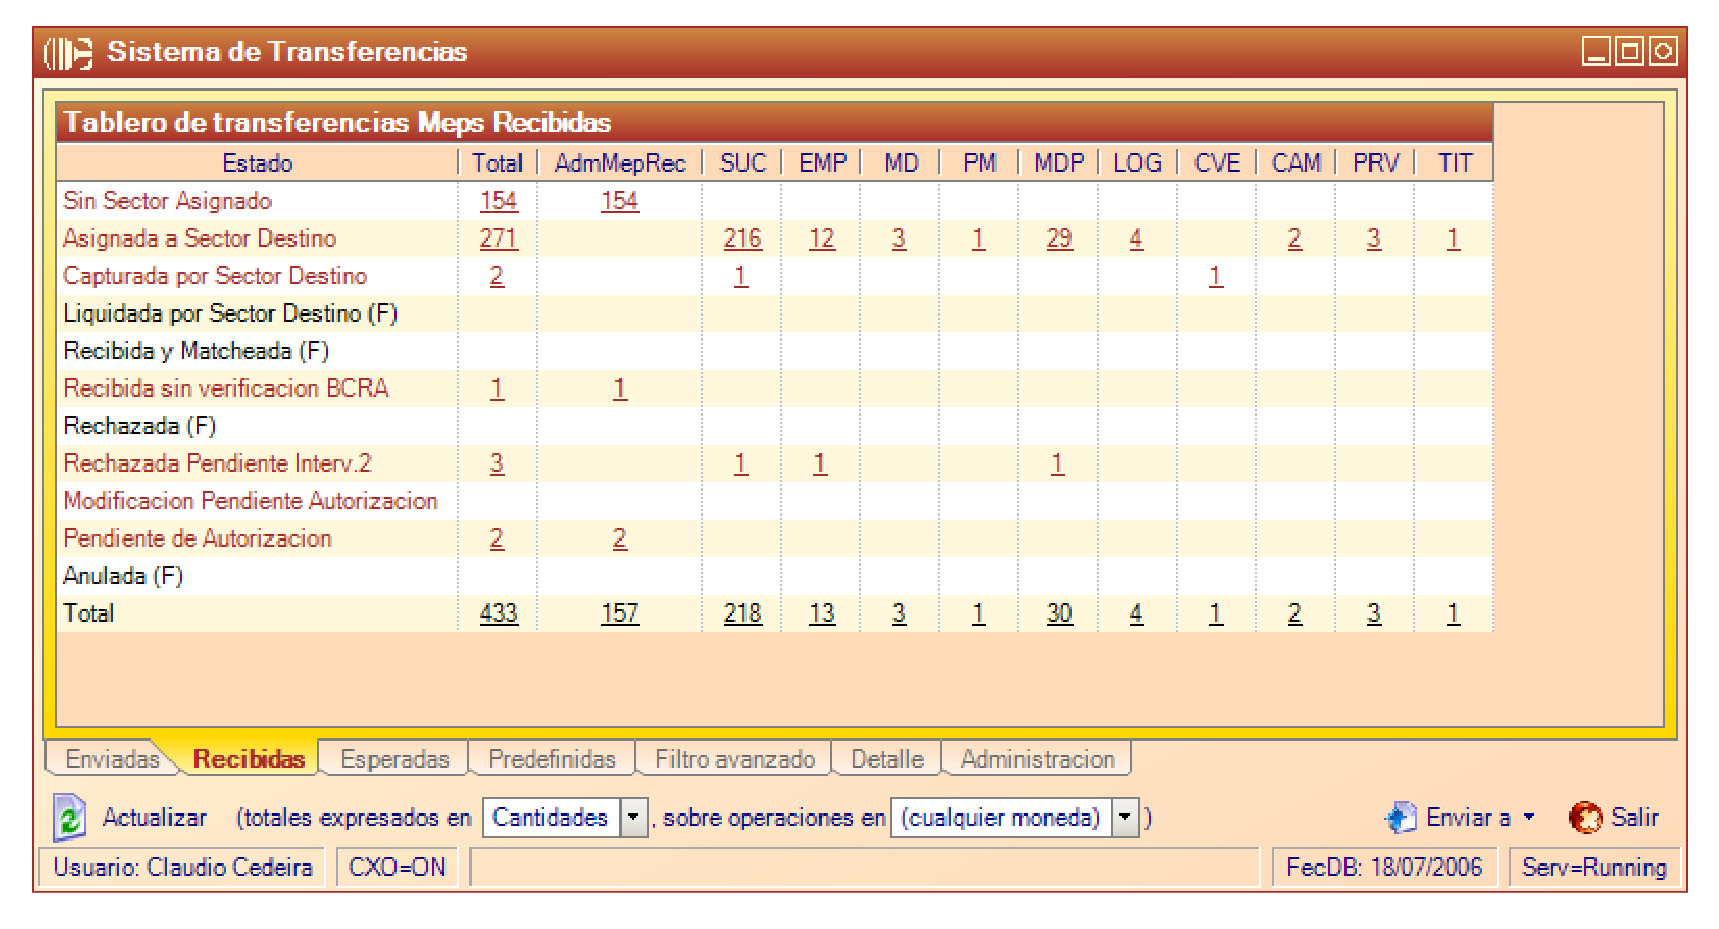 Sistema de Transferencias
Tablero de transferencias Meps Recibidas
Estado Total AdmMepRec SUC EMP MD PM MDP LOG CVE CAM PRV TIT
Sin Sector Asignado 154 154
Asignada a Sector Destino 271 216 12 3 1 29 4 2 3 1
Capturada por Sector Destino 2 1 1
Liquidada por Sector Destino (F)
Recibida y Matcheada (F)
Recibida sin verificacion BCRA 1 1
Rechazada (F)
Rechazada Pendiente Interv.2 3 1 1 1
Modificacion Pendiente Autorizacion
Pendiente de Autorizacion 2 2
Anulada (F)
Total 433 157 218 13 3 1 30 4 1 2 3 1
Enviadas Recibidas Esperadas Predefinidas Filtro avanzado Detalle Administracion
Actualizar (totales expresados en Cantidades , sobre operaciones en (cualquier moneda) ) Enviar a Salir
Usuario: Claudio Cedeira CXO=ON FecDB: 18/07/2006 Serv=Running